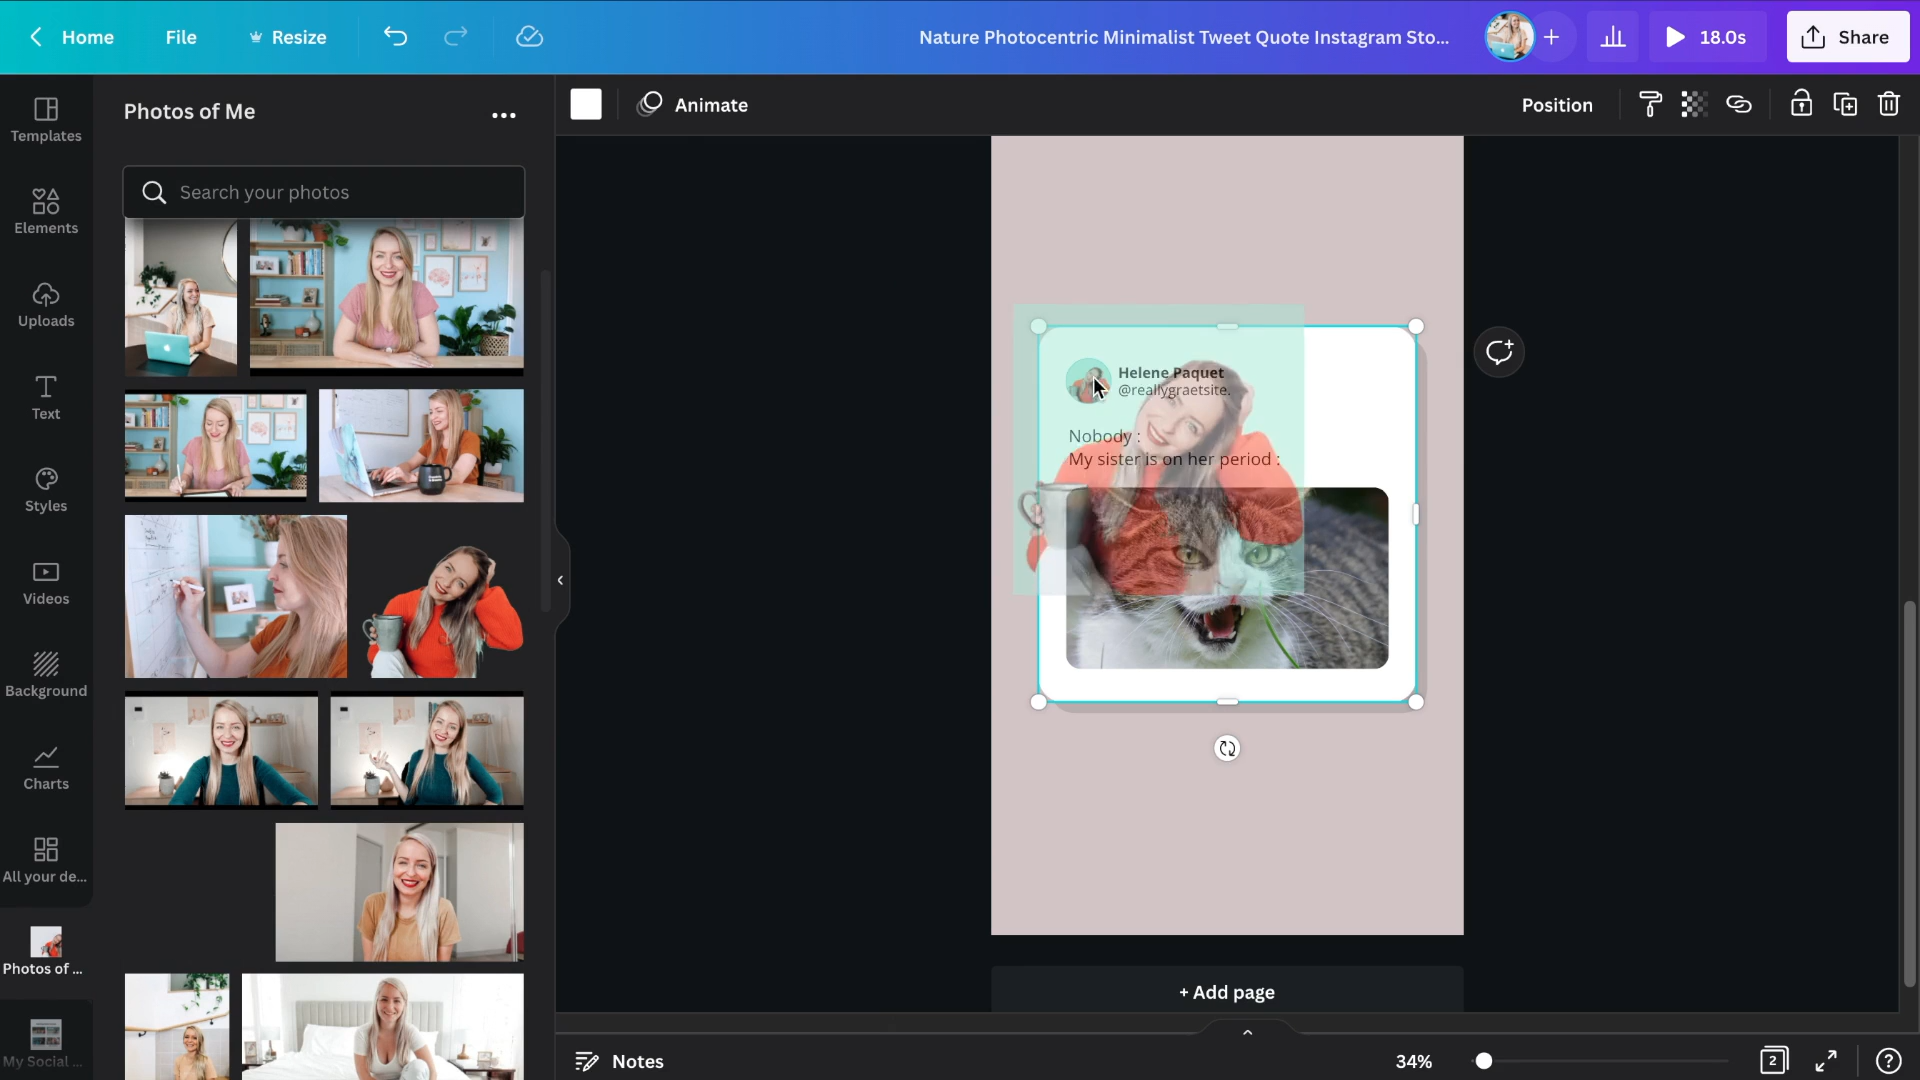 Home
File
Resize
Nature Photocentric Minimalist Tweet Quote Instagram Sto...
18.0s
Share
Templates
Elements
Uploads
Text
Styles
Videos
Background
Charts
All your de...
Photos of ...
My Social ...
Photos of Me
Search your photos
Animate
Position
Helene Paquet
@reallygraetsite.
Nobody :
My sister is on her period :
+ Add page
Notes
34%
2